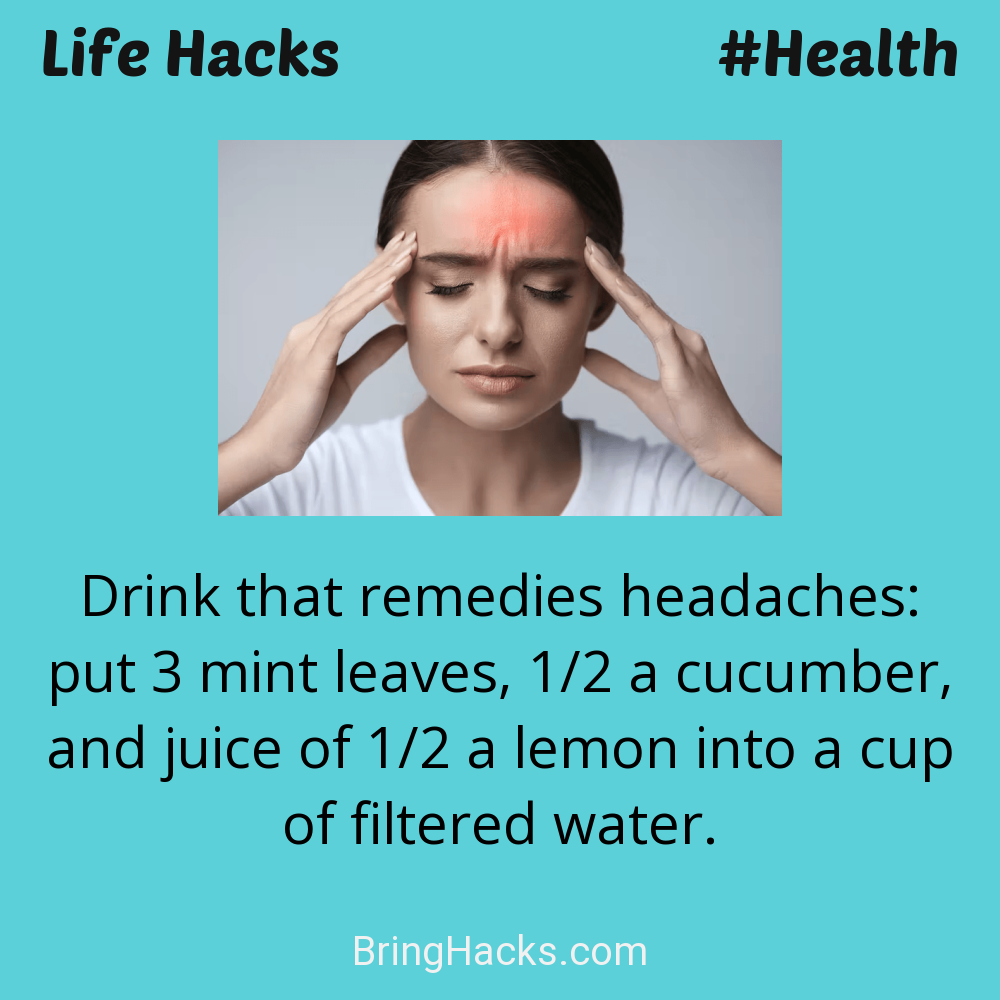 Life Hacks
#Health
Drink that remedies headaches:
put 3 mint leaves, 1/2 a cucumber,
and juice of 1/2 a lemon into a cup
of filtered water.
BringHacks.com